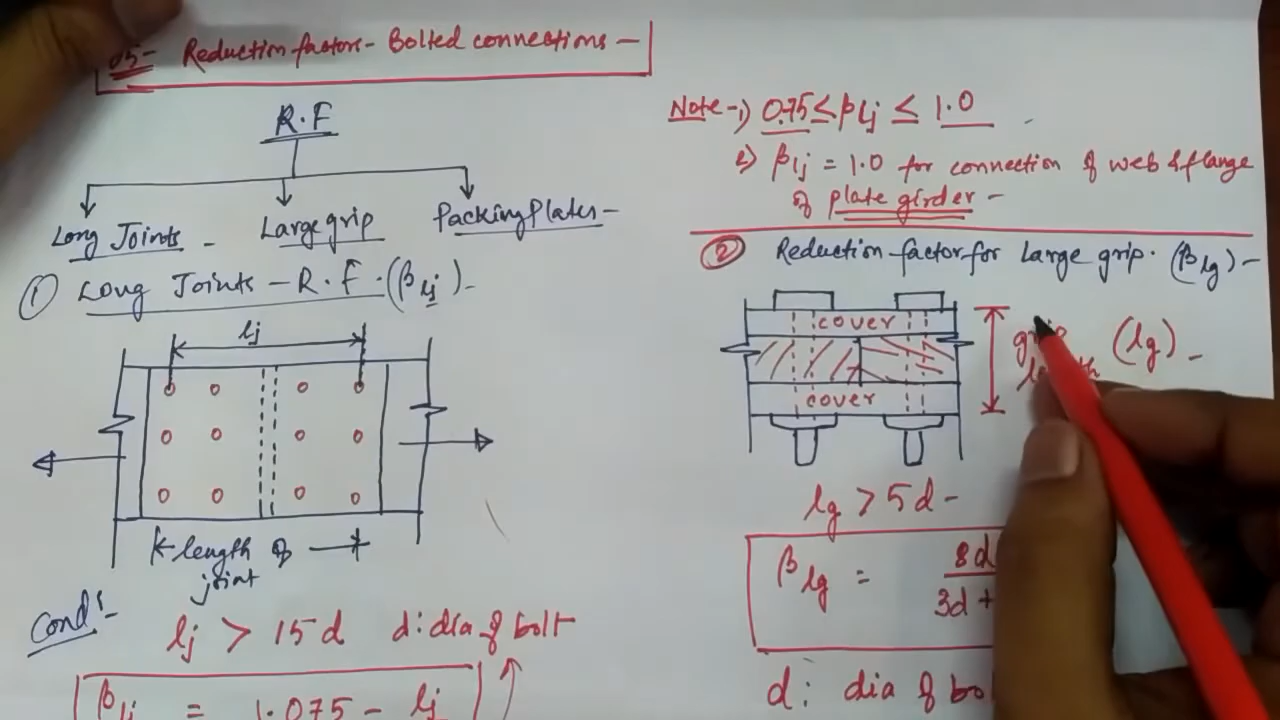 05- Reduction factors - Bolted connections -
R.F
Long Joints -
Large grip
Packing Plates -
① Long Joints - R.F. (βlj) -
lj
length of
joint
Cond's -
lj > 15d d: dia of bolt
βlj = 1.075 - lj
Note -1) 0.75 ≤ βlj ≤ 1.0
2) βlj = 1.0 for connection of web & flange
of plate girder -
② Reduction factor for Large grip. (βlg) -
cover
cover
grip
(lg) -
lg > 5d -
βlg = 8d
3d +
d: dia of